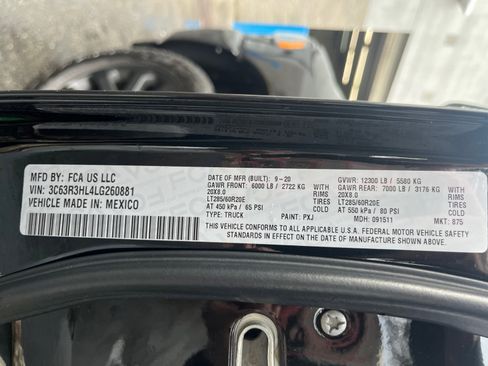 MFD BY: FCA US LLC
VIN: 3C63R3HL4LG260881
VEHICLE MADE IN: MEXICO
DATE OF MFR (BUILT): 9-20 GVWR: 12300 LB / 5580 KG
GAWR FRONT: 6000 LB / 2722 KG WITH GAWR REAR: 7000 LB / 3176 KG WITH
20X8.0 RIMS 20X8.0 RIMS
LT285/60R20E TIRES LT285/60R20E TIRES
AT 450 kPa / 65 PSI COLD AT 550 kPa / 80 PSI COLD
TYPE: TRUCK PAINT: PXJ MDH: 091511 MKT: 875
THIS VEHICLE CONFORMS TO ALL APPLICABLE U.S.A. FEDERAL MOTOR VEHICLE SAFETY
STANDARDS IN EFFECT ON THE DATE OF MANUFACTURE SHOWN ABOVE.